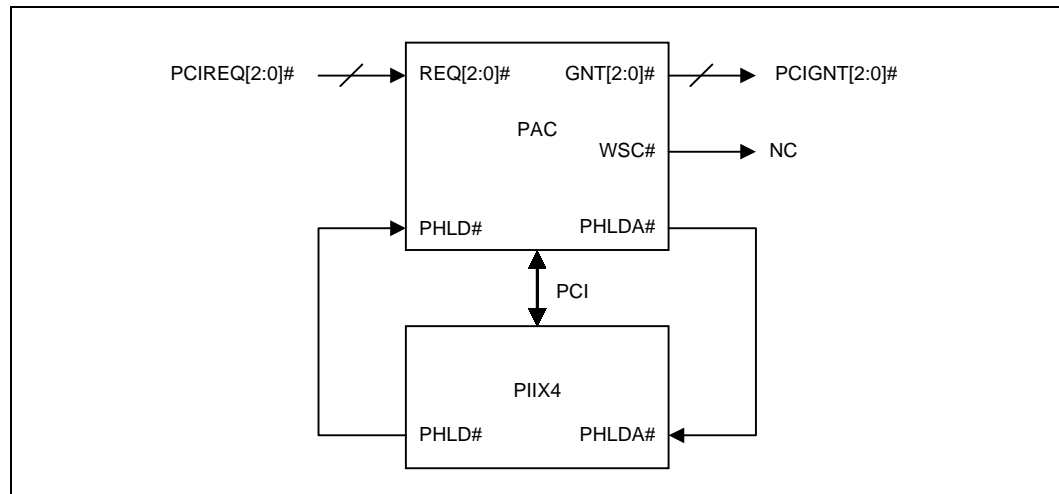 PCIREQ[2:0]# REQ[2:0]# GNT[2:0]# PCIGNT[2:0]#
PAC
WSC# NC
PHLD# PHLDA#
PCI
PIIX4
PHLD# PHLDA#